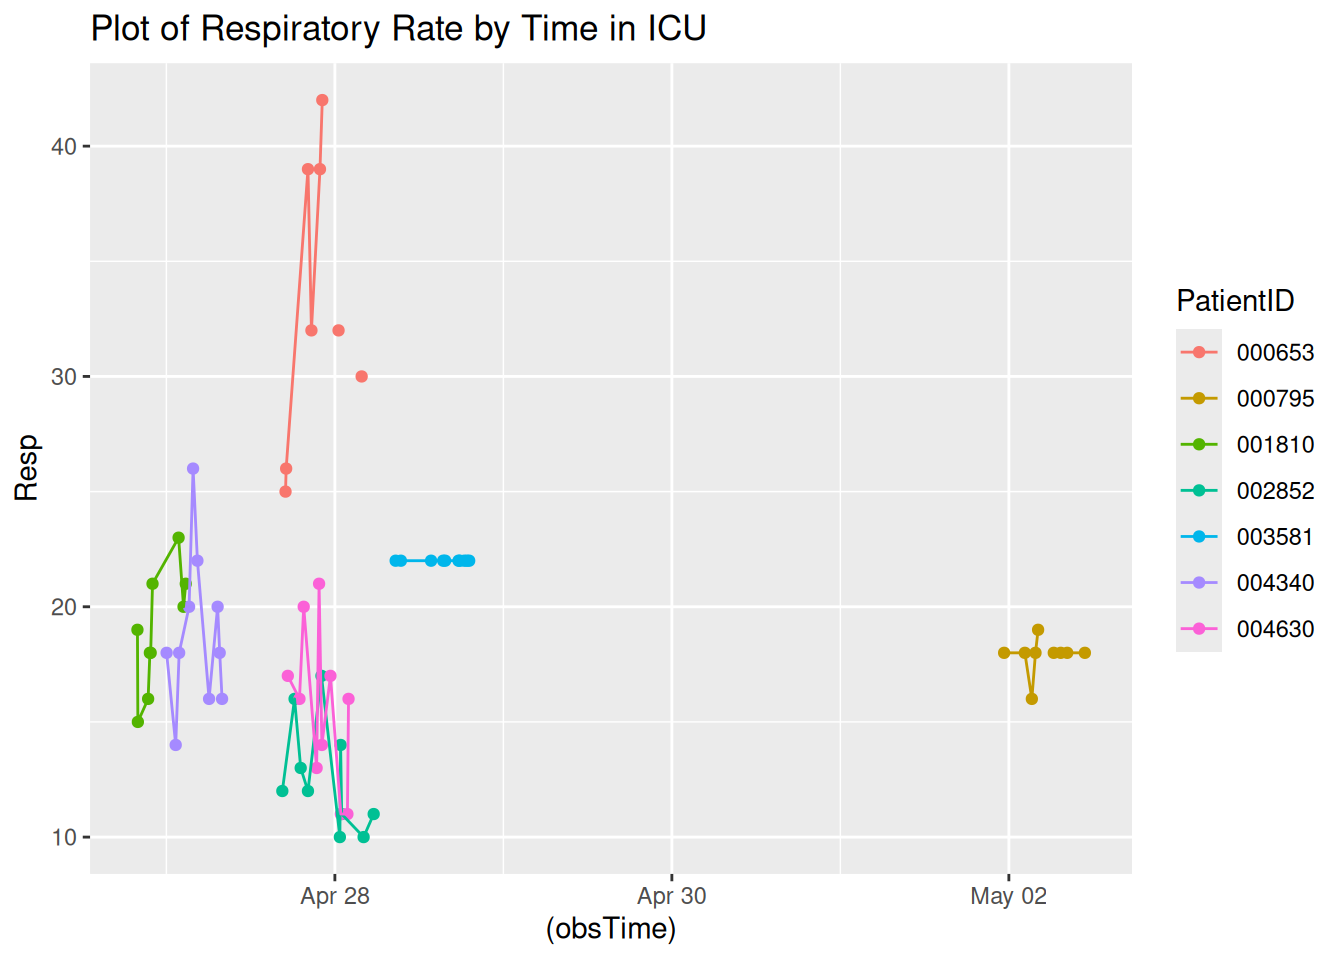 Plot of Respiratory Rate by Time in ICU
40
30
20
10
Resp
Apr 28
Apr 30
May 02
(obsTime)
PatientID
000653
000795
001810
002852
003581
004340
004630